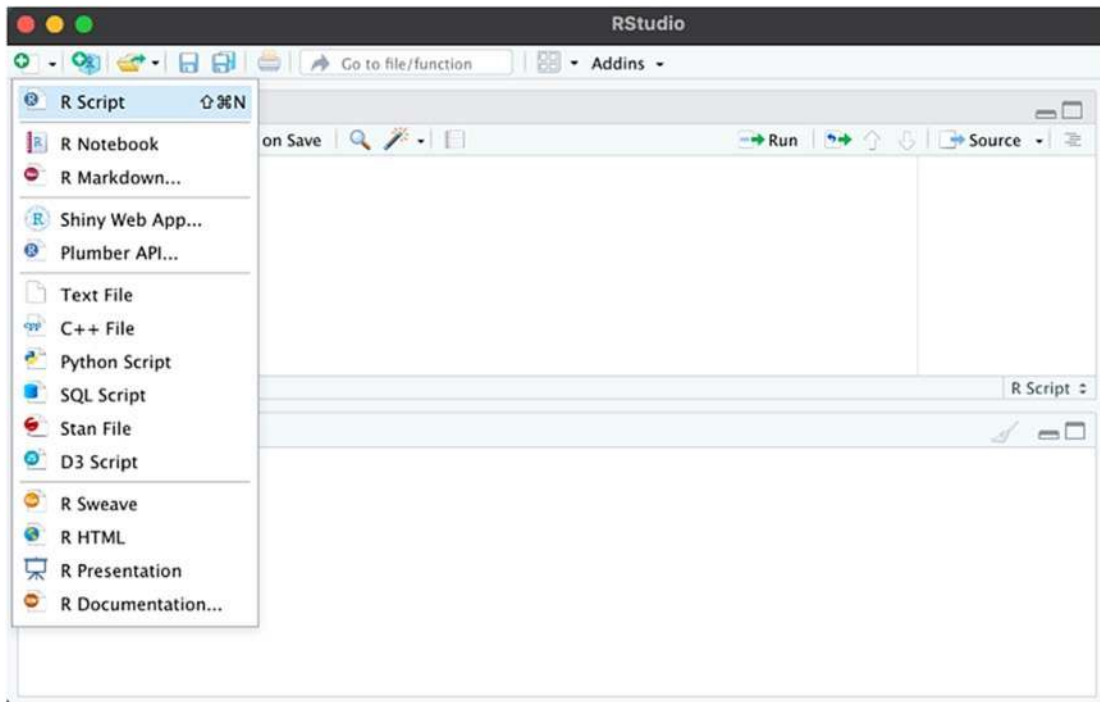 RStudio
Go to file/function
Addins
R Script ⇧⌘N
on Save
Run
Source
R Notebook
R Markdown...
Shiny Web App...
Plumber API...
Text File
C++ File
Python Script
SQL Script
R Script
Stan File
D3 Script
R Sweave
R HTML
R Presentation
R Documentation...